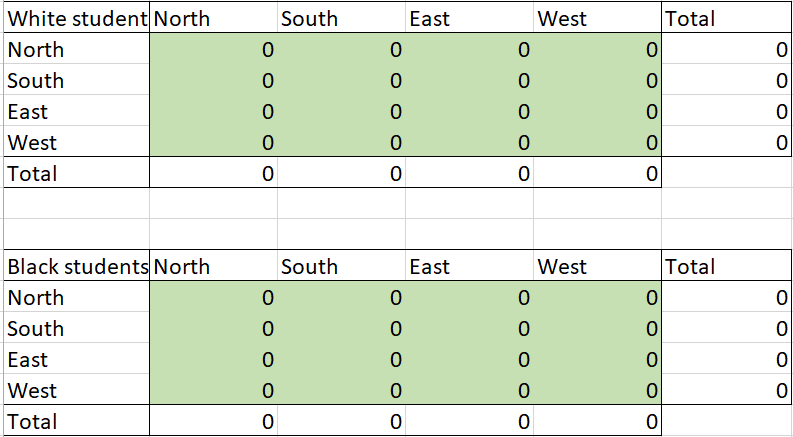 White student North South East West Total
North 0 0 0 0 0
South 0 0 0 0 0
East 0 0 0 0 0
West 0 0 0 0 0
Total 0 0 0 0
Black students North South East West Total
North 0 0 0 0 0
South 0 0 0 0 0
East 0 0 0 0 0
West 0 0 0 0 0
Total 0 0 0 0